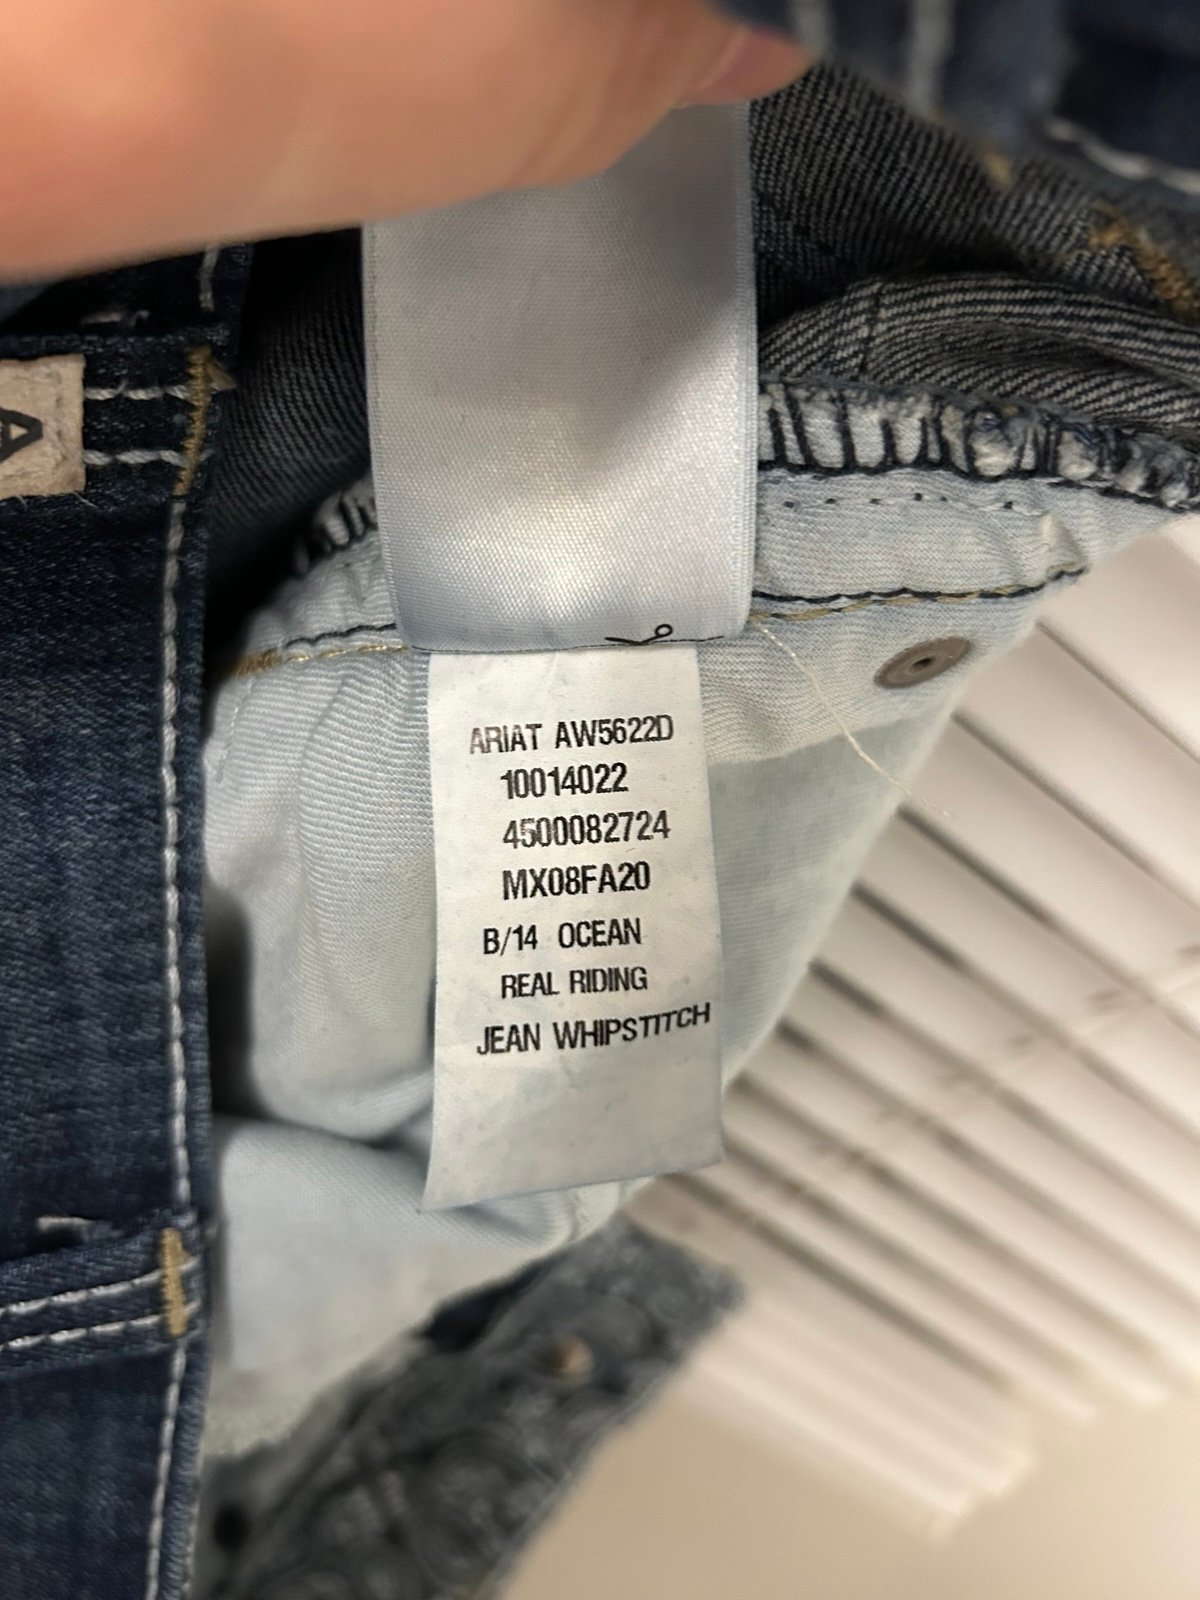 A
ARIAT AW5622D
10014022
4500082724
MX08FA20
B/14 OCEAN
REAL RIDING
JEAN WHIPSTITCH